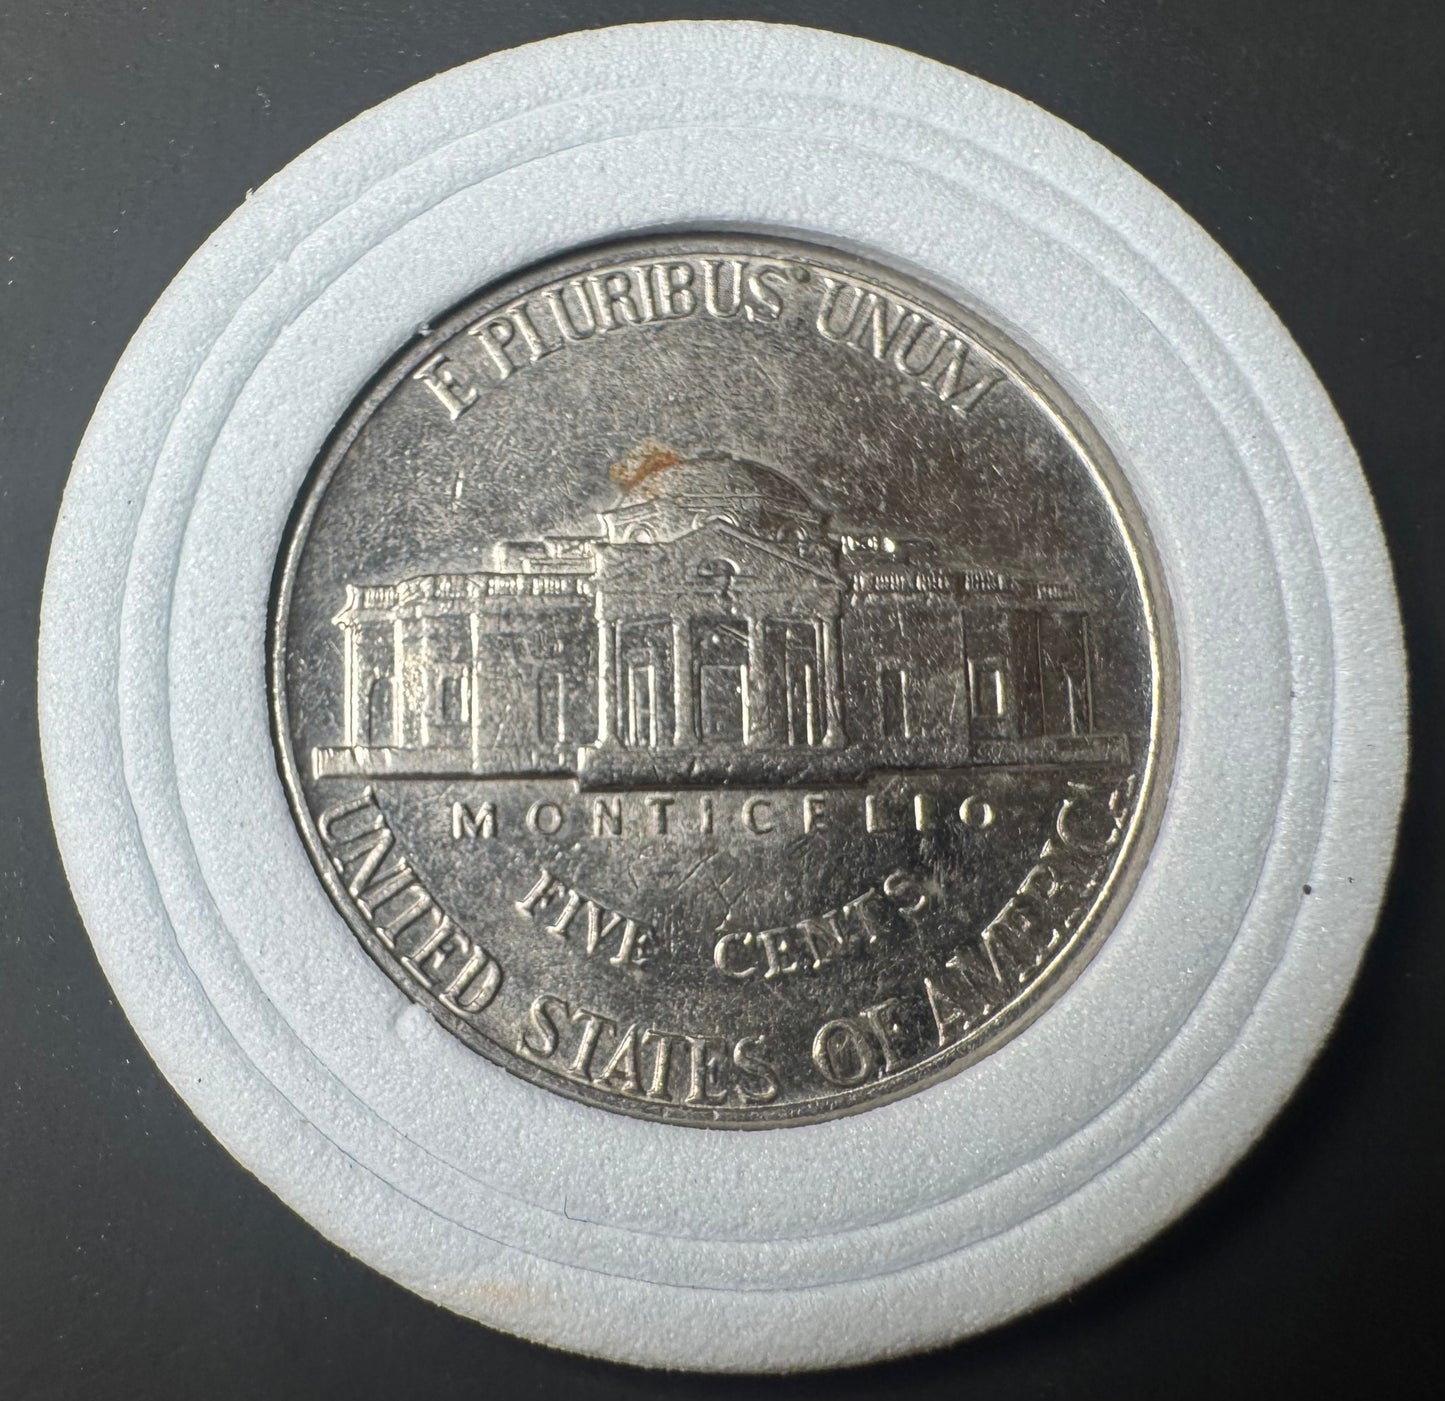 E PLURIBUS UNUM
MONTICELLO
FIVE CENTS
UNITED STATES OF AMERICA